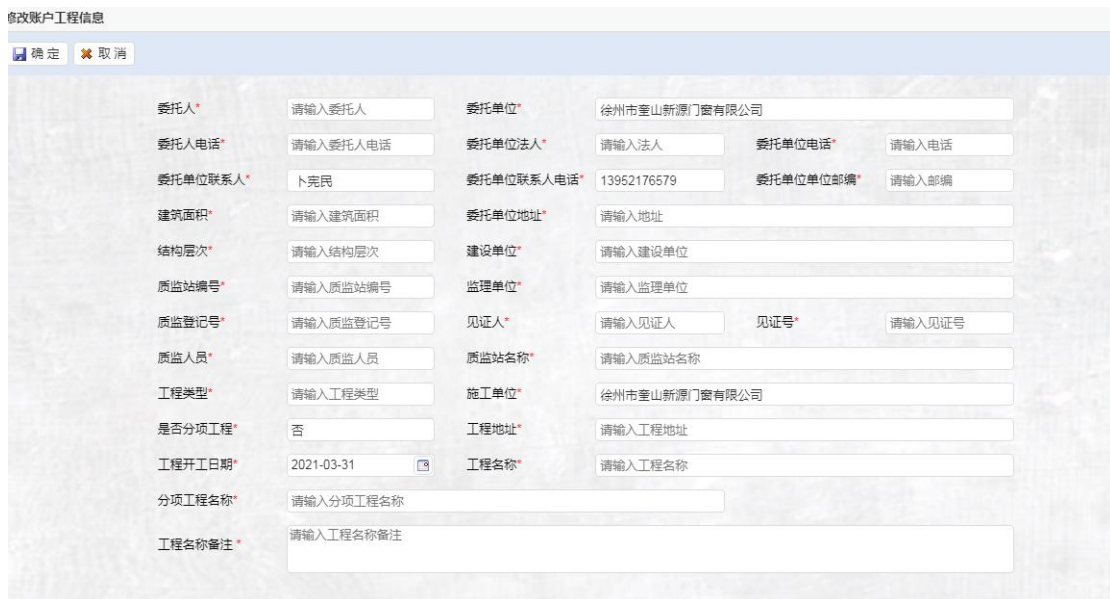 修改账户工程信息
确定 取消
委托人* 请输入委托人 委托单位* 徐州市奎山新源门窗有限公司
委托人电话* 请输入委托人电话 委托单位法人* 请输入法人 委托单位电话* 请输入电话
委托单位联系人* 卜宪民 委托单位联系人电话* 13952176579 委托单位单位邮编* 请输入邮编
建筑面积* 请输入建筑面积 委托单位地址* 请输入地址
结构层次* 请输入结构层次 建设单位* 请输入建设单位
质监站编号* 请输入质监站编号 监理单位* 请输入监理单位
质监登记号* 请输入质监登记号 见证人* 请输入见证人 见证号* 请输入见证号
质监人员* 请输入质监人员 质监站名称* 请输入质监站名称
工程类型* 请输入工程类型 施工单位* 徐州市奎山新源门窗有限公司
是否分项工程* 否 工程地址* 请输入工程地址
工程开工日期* 2021-03-31 工程名称* 请输入工程名称
分项工程名称* 请输入分项工程名称
工程名称备注 * 请输入工程名称备注